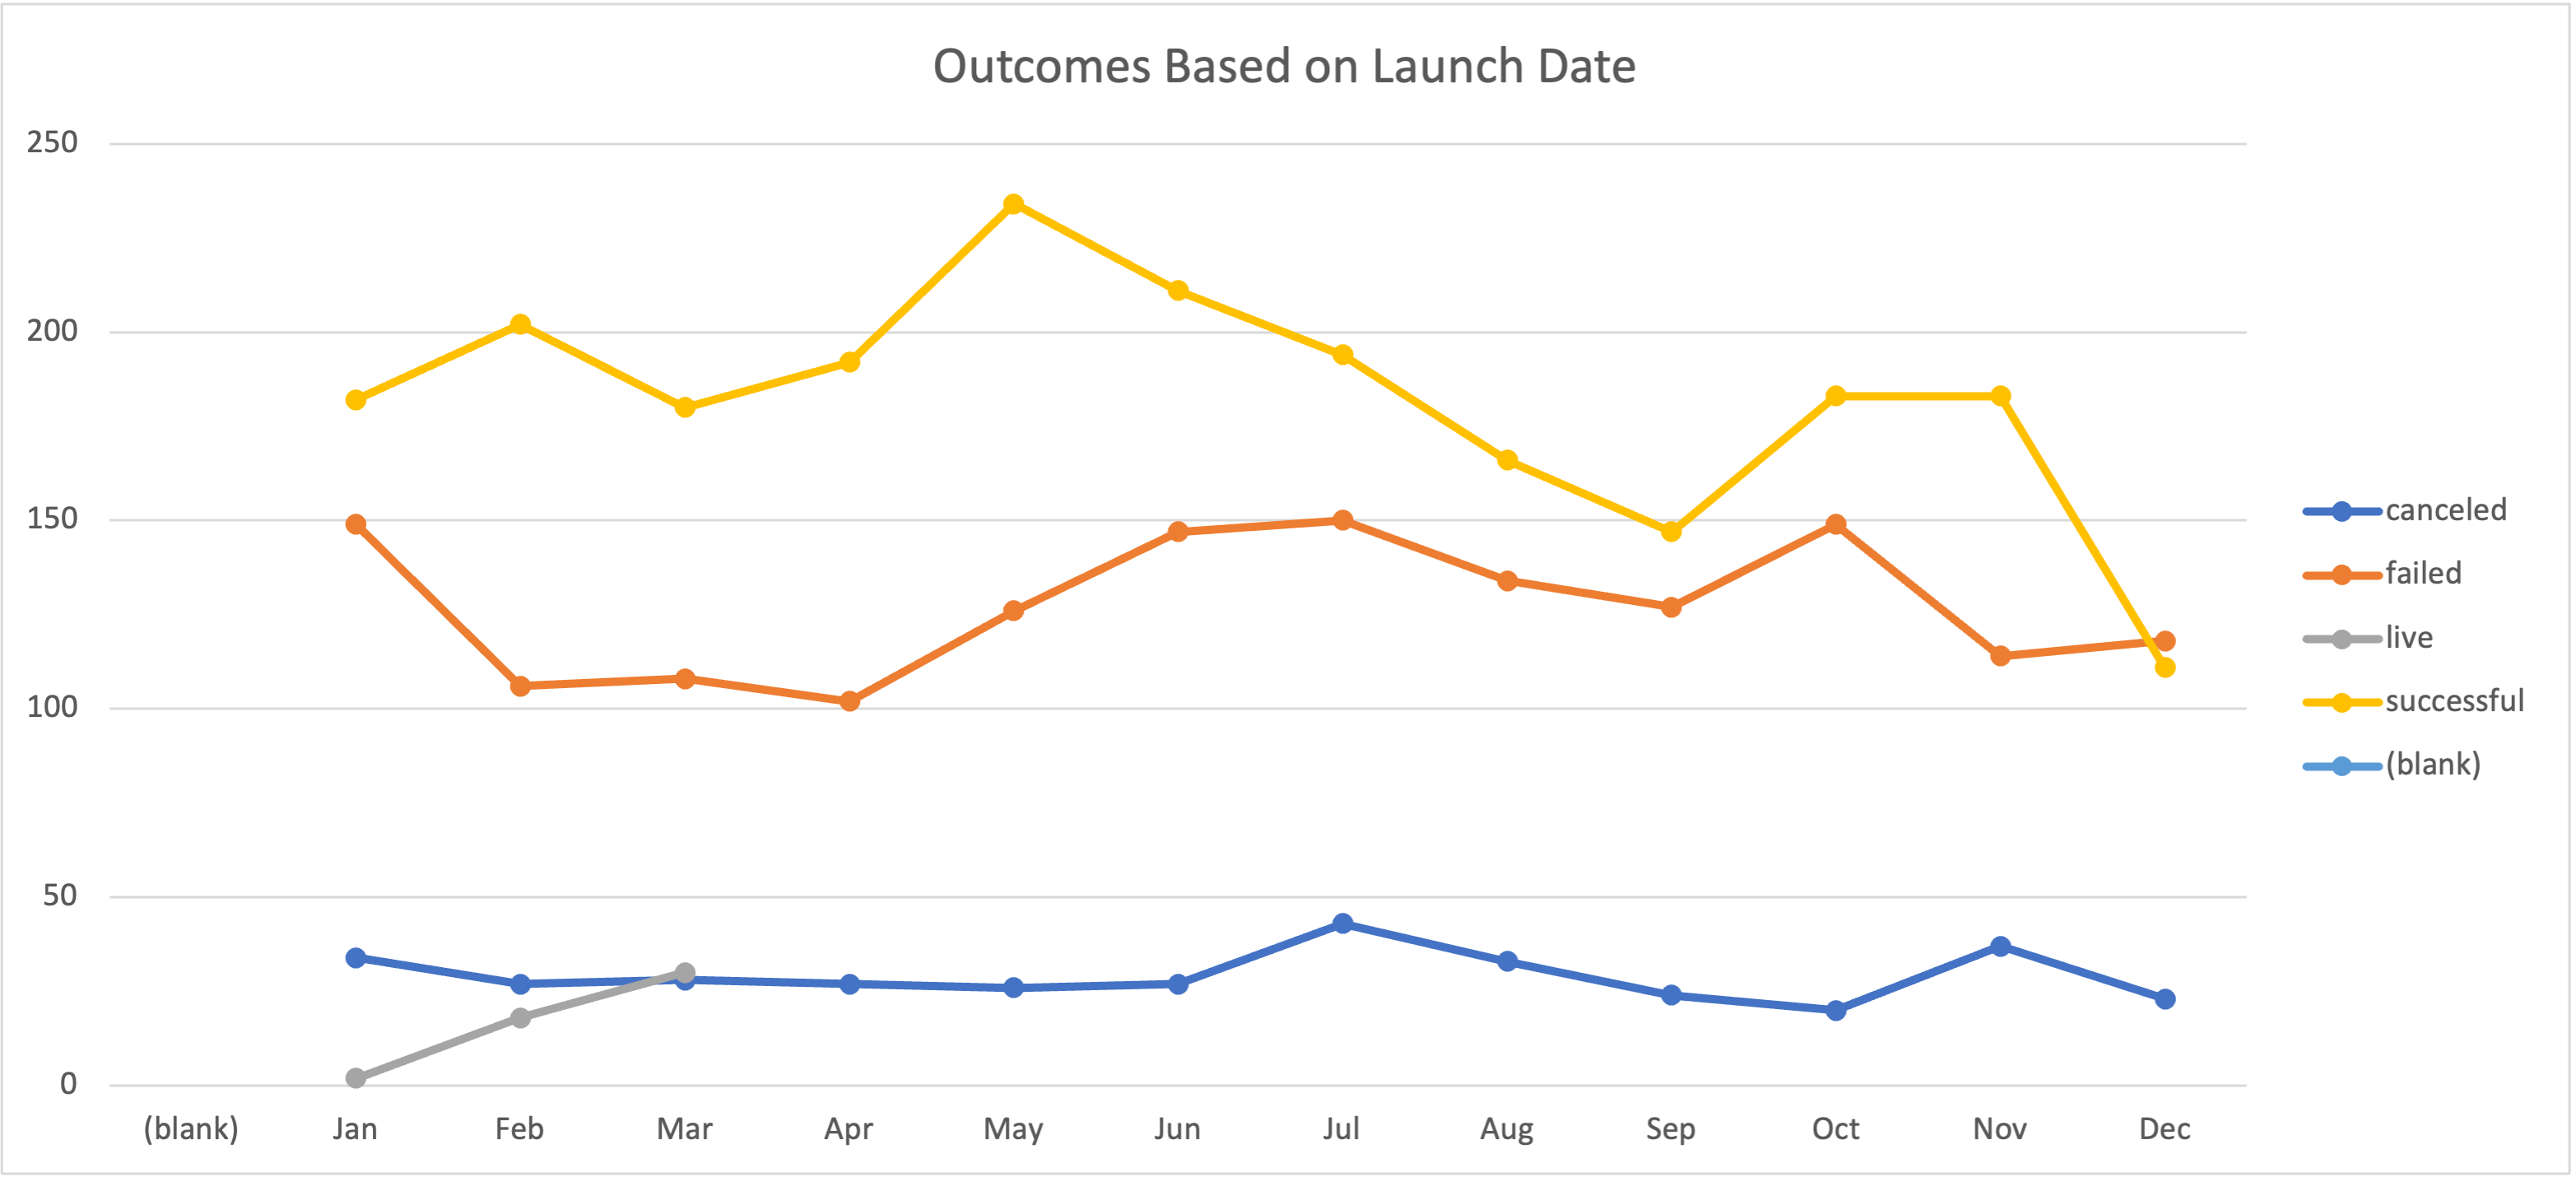 Outcomes Based on Launch Date
250
200
150
100
50
0
(blank) Jan Feb Mar Apr May Jun Jul Aug Sep Oct Nov Dec
canceled
failed
live
successful
(blank)